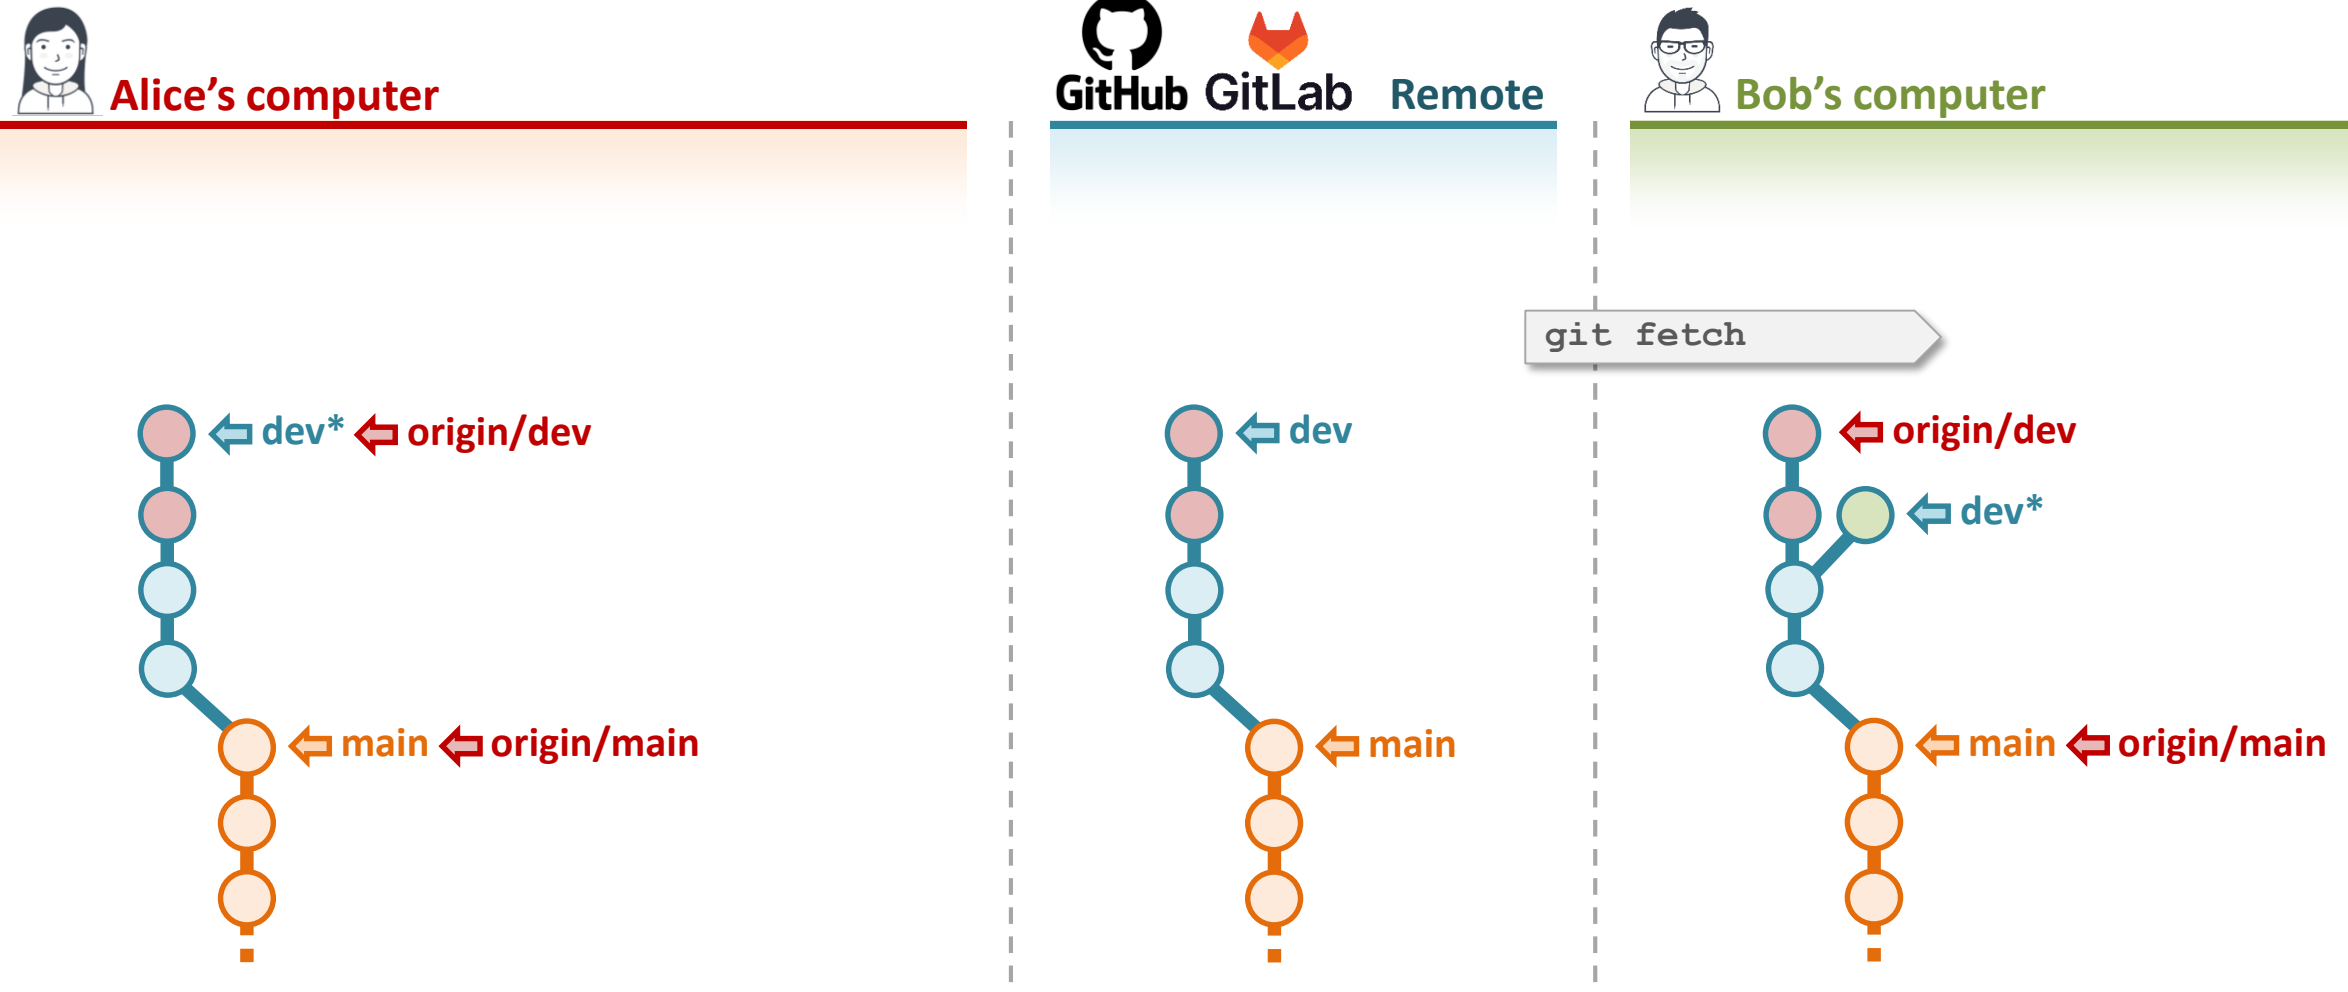 Alice's computer
GitHub GitLab Remote
Bob's computer
git fetch
dev* origin/dev
dev
origin/dev
dev*
main origin/main
main
main origin/main